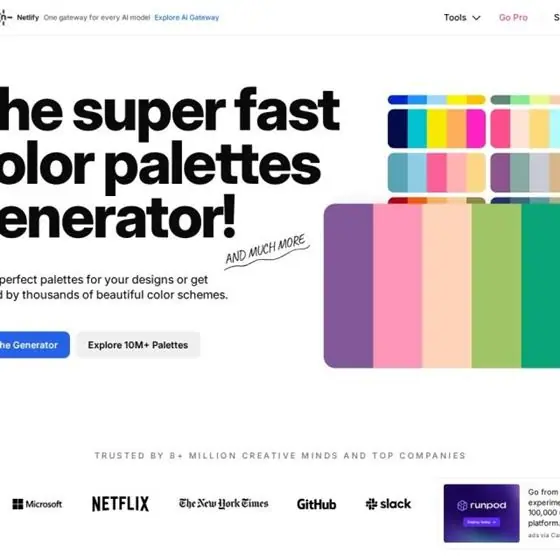 Netlify One gateway for every AI model Explore AI Gateway
Tools
Go Pro
S
he super fast
olor palettes
enerator!
AND MUCH MORE
perfect palettes for your designs or get
d by thousands of beautiful color schemes.
he Generator
Explore 10M+ Palettes
TRUSTED BY 8+ MILLION CREATIVE MINDS AND TOP COMPANIES
Microsoft
NETFLIX
The New York Times
GitHub
slack
runpod
Go from
experime
100,000
platform.
ads via Ca